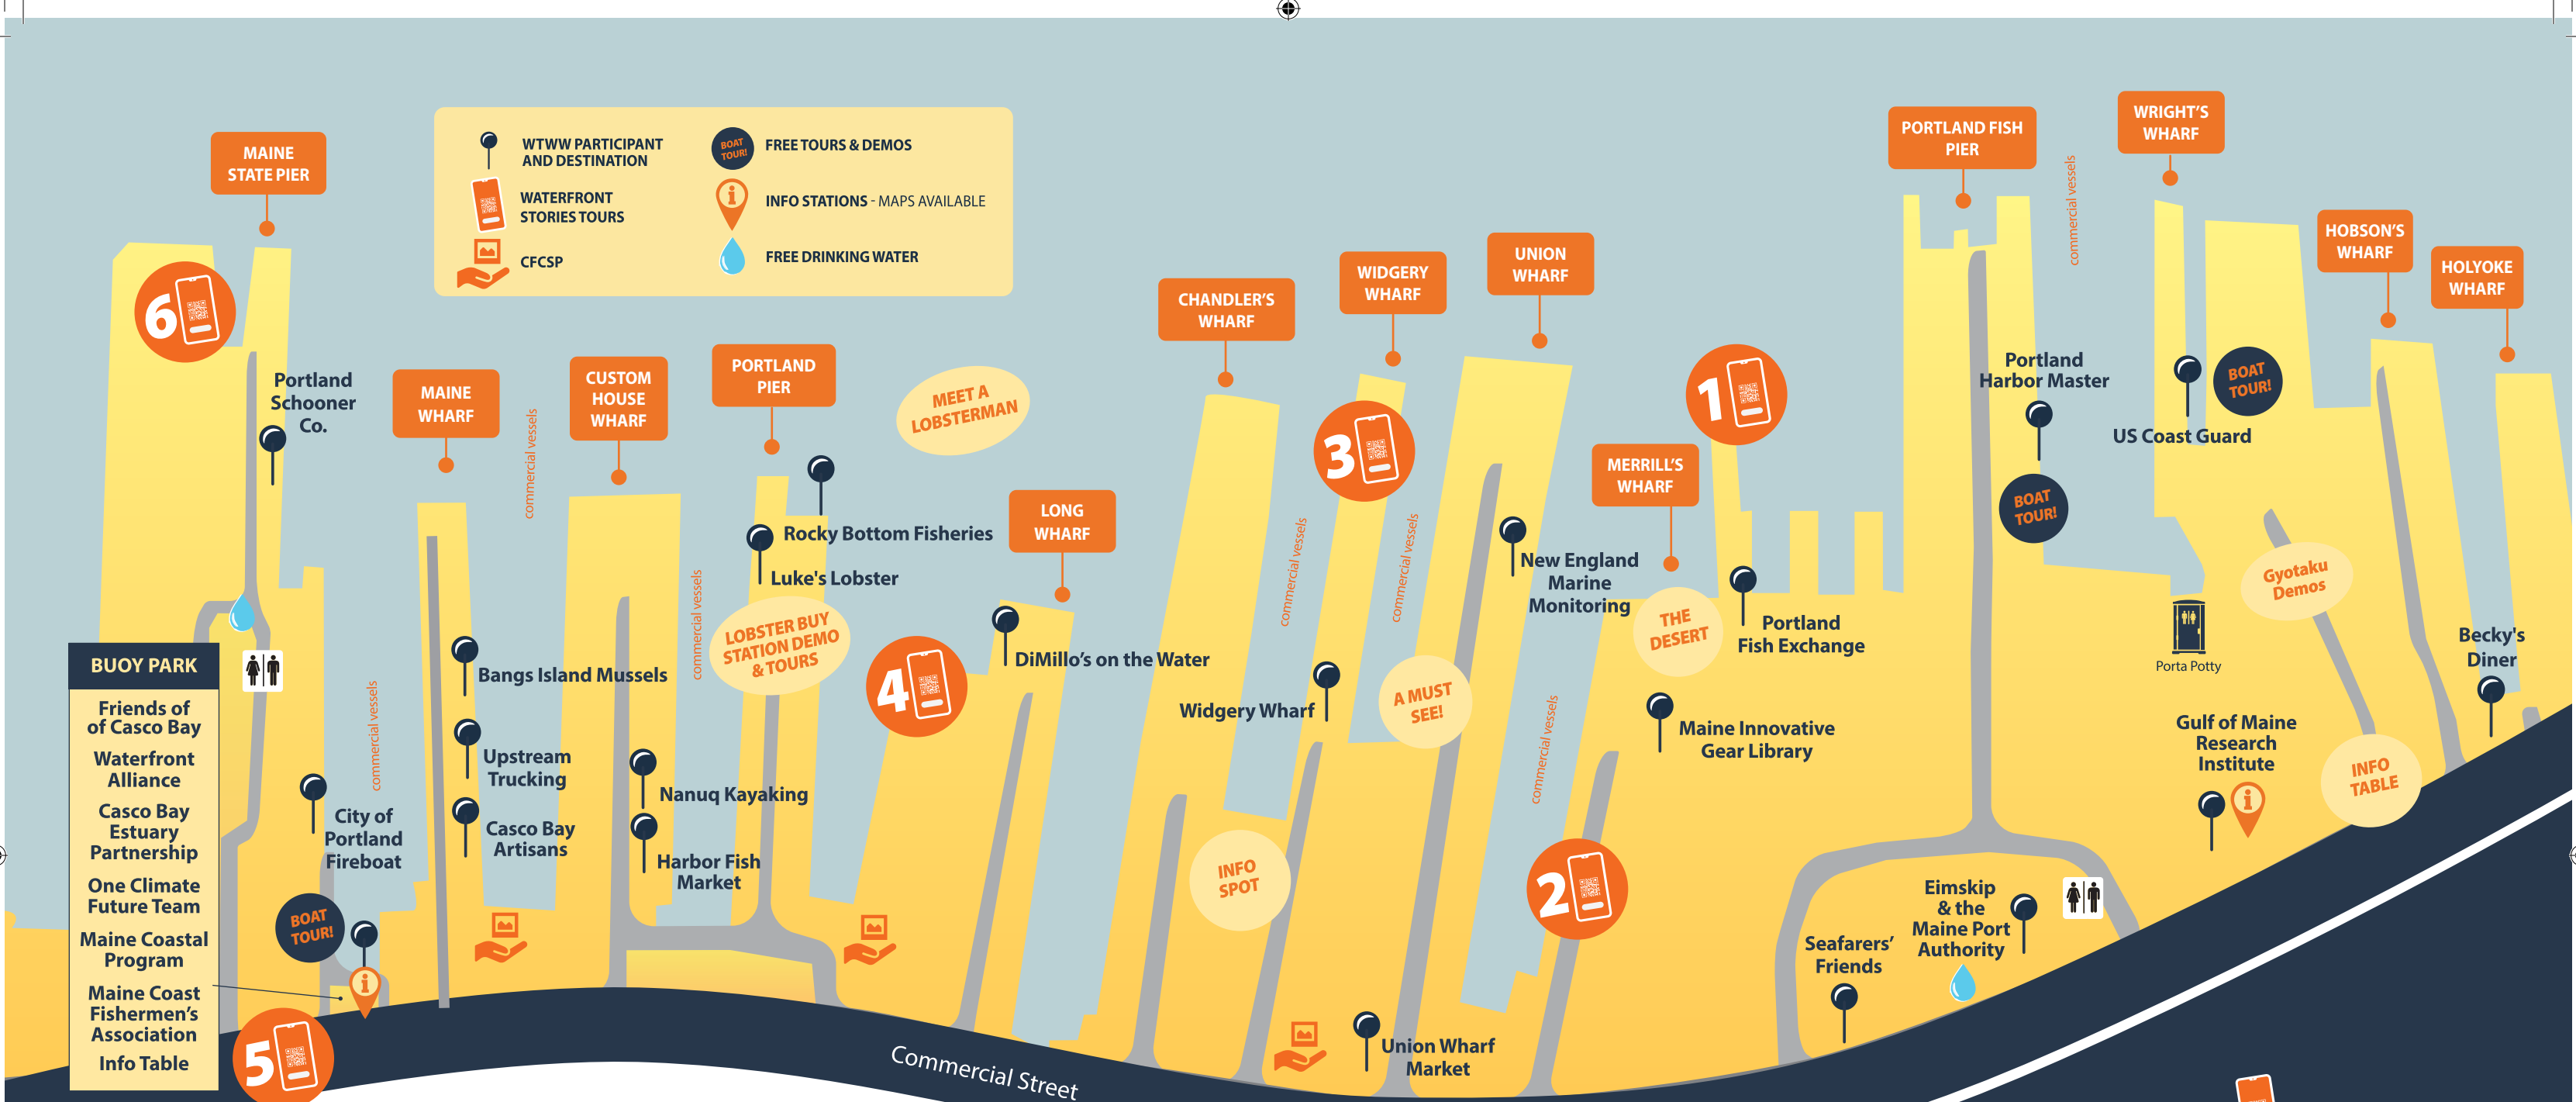 MAINE
STATE PIER
WTWW PARTICIPANT
AND DESTINATION
WATERFRONT
STORIES TOURS
CFCSP
BOAT
TOUR!
FREE TOURS & DEMOS
i
INFO STATIONS - MAPS AVAILABLE
FREE DRINKING WATER
6
Portland
Schooner
Co.
MAINE
WHARF
commercial vessels
CUSTOM
HOUSE
WHARF
PORTLAND
PIER
MEET A
LOBSTERMAN
Rocky Bottom Fisheries
Luke's Lobster
LONG
WHARF
commercial vessels
LOBSTER BUY
STATION DEMO
& TOURS
4
DiMillo's on the Water
CHANDLER'S
WHARF
WIDGERY
WHARF
UNION
WHARF
3
commercial vessels
commercial vessels
1
MERRILL'S
WHARF
New England
Marine
Monitoring
THE
DESERT
Portland
Fish Exchange
Maine Innovative
Gear Library
Widgery Wharf
A MUST
SEE!
commercial vessels
INFO
SPOT
2
Union Wharf
Market
PORTLAND FISH
PIER
commercial vessels
WRIGHT'S
WHARF
HOBSON'S
WHARF
HOLYOKE
WHARF
Portland
Harbor Master
BOAT
TOUR!
US Coast Guard
BOAT
TOUR!
Gyotaku
Demos
Porta Potty
Becky's
Diner
Gulf of Maine
Research
Institute
i
INFO
TABLE
Eimskip
& the
Maine Port
Authority
Seafarers'
Friends
BUOY PARK
Friends of
of Casco Bay
Waterfront
Alliance
Casco Bay
Estuary
Partnership
One Climate
Future Team
Maine Coastal
Program
Maine Coast
Fishermen's
Association
Info Table
commercial vessels
City of
Portland
Fireboat
BOAT
TOUR!
i
5
Bangs Island Mussels
Upstream
Trucking
Casco Bay
Artisans
Nanuq Kayaking
Harbor Fish
Market
Commercial Street